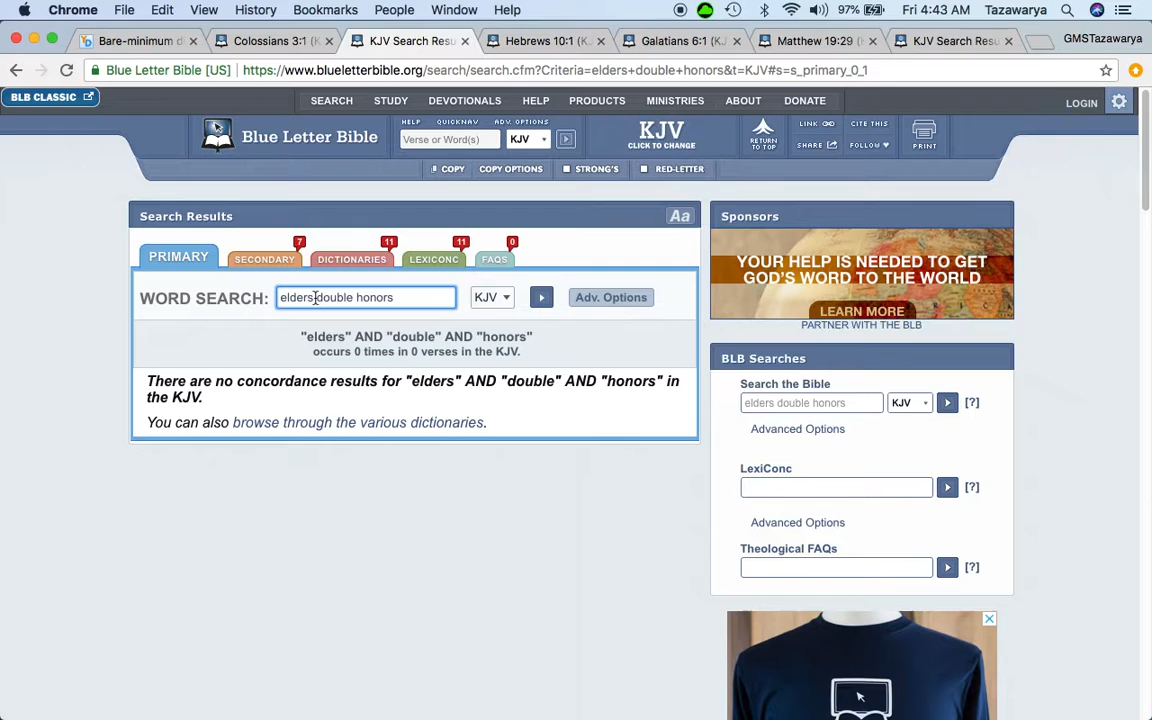 Chrome File Edit View History Bookmarks People Window Help 97% Fri 4:43 AM Tazawarya
Bare-minimum di Colossians 3:1 (K KJV Search Resu Hebrews 10:1 (KJ Galatians 6:1 (KJ Matthew 19:29 (K KJV Search Resu GMSTazawarya
Blue Letter Bible [US] https://www.blueletterbible.org/search/search.cfm?Criteria=elders+double+honors&t=KJV#s=s_primary_0_1
BLB CLASSIC
SEARCH STUDY DEVOTIONALS HELP PRODUCTS MINISTRIES ABOUT DONATE LOGIN
Blue Letter Bible
HELP QUICKNAV ADV. OPTIONS
Verse or Word(s) KJV
KJV
CLICK TO CHANGE
RETURN
TO TOP
LINK CITE THIS
SHARE FOLLOW
PRINT
COPY COPY OPTIONS STRONG'S RED-LETTER
Search Results Aa
7 11 11 0
PRIMARY SECONDARY DICTIONARIES LEXICONC FAQS
WORD SEARCH: elders double honors KJV Adv. Options
"elders" AND "double" AND "honors"
occurs 0 times in 0 verses in the KJV.
There are no concordance results for "elders" AND "double" AND "honors" in
the KJV.
You can also browse through the various dictionaries.
Sponsors
YOUR HELP IS NEEDED TO GET
GOD'S WORD TO THE WORLD
LEARN MORE
PARTNER WITH THE BLB
BLB Searches
Search the Bible
elders double honors KJV [?]
Advanced Options
LexiConc
[?]
Advanced Options
Theological FAQs
[?]